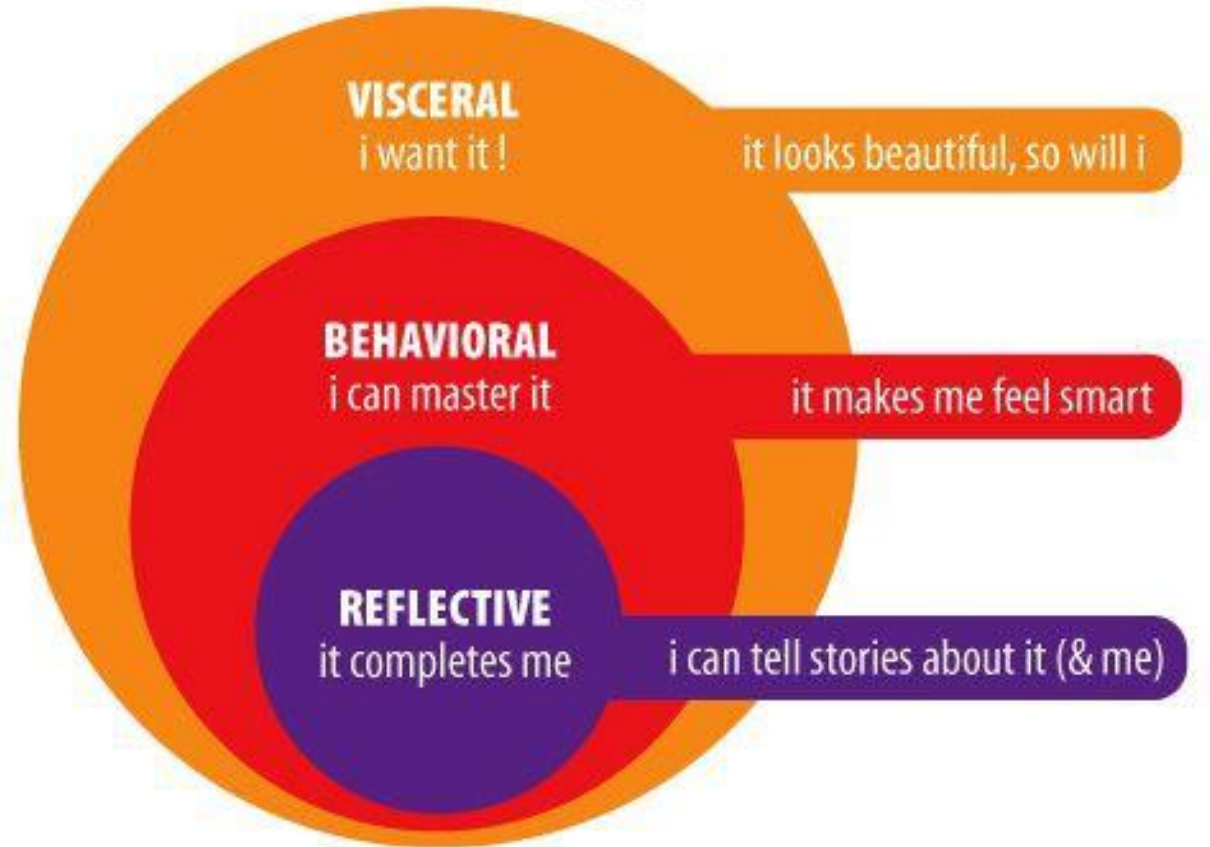 VISCERAL
i want it !
it looks beautiful, so will i
BEHAVIORAL
i can master it
it makes me feel smart
REFLECTIVE
it completes me
i can tell stories about it (& me)